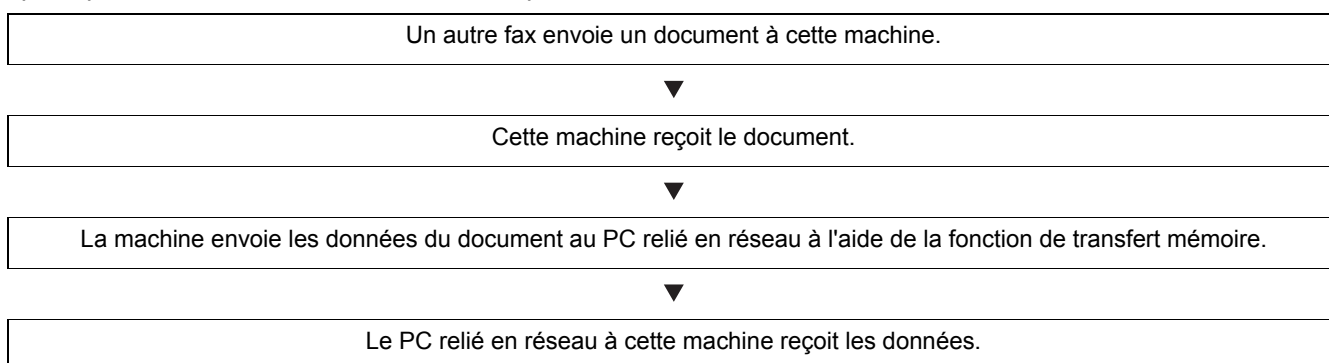 Un autre fax envoie un document à cette machine.
▼
Cette machine reçoit le document.
▼
La machine envoie les données du document au PC relié en réseau à l'aide de la fonction de transfert mémoire.
▼
Le PC relié en réseau à cette machine reçoit les données.